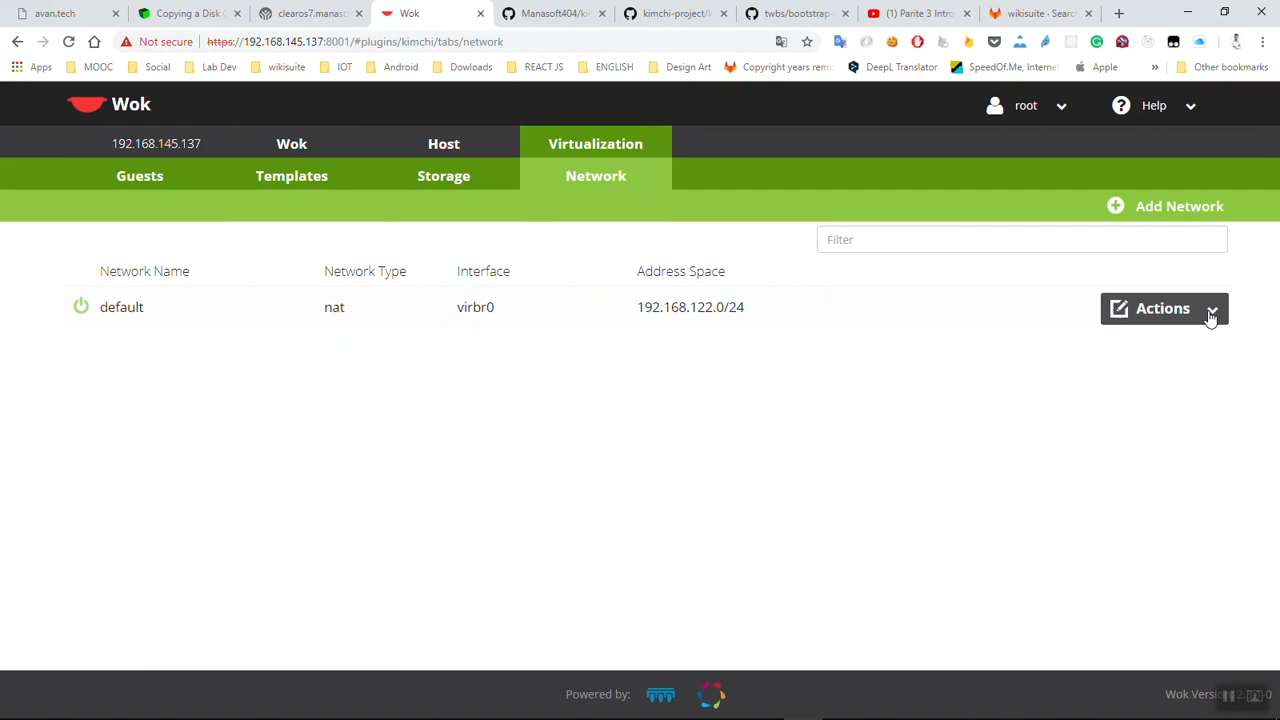 avan.tech
Copying a Disk
clearos7.manaso
Wok
Manasoft404/ki
kimchi-project/
twbs/bootstrap-
(1) Parite 3 Intro
wikisuite · Search
Not secure
https://192.168.145.137:8001/#plugins/kimchi/tabs/network
Apps
MOOC
Social
Lab Dev
wikisuite
IOT
Android
Dowloads
REACT JS
ENGLISH
Design Art
Copyright years rem
DeepL Translator
SpeedOf.Me, Internet
Apple
»
Other bookmarks
Wok
root
Help
192.168.145.137
Wok
Host
Virtualization
Guests
Templates
Storage
Network
Add Network
Filter
Network Name
Network Type
Interface
Address Space
default
nat
virbr0
192.168.122.0/24
Actions
Powered by:
Wok Version